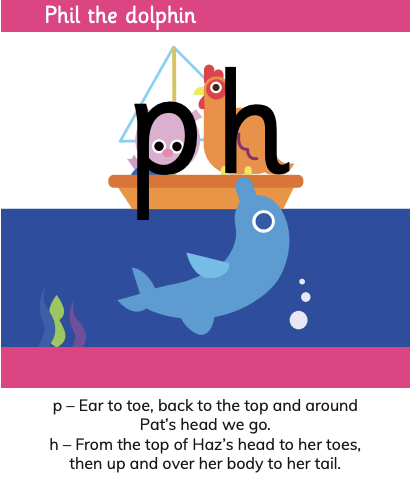 Phil the dolphin
ph
p – Ear to toe, back to the top and around
Pat’s head we go.
h – From the top of Haz’s head to her toes,
then up and over her body to her tail.